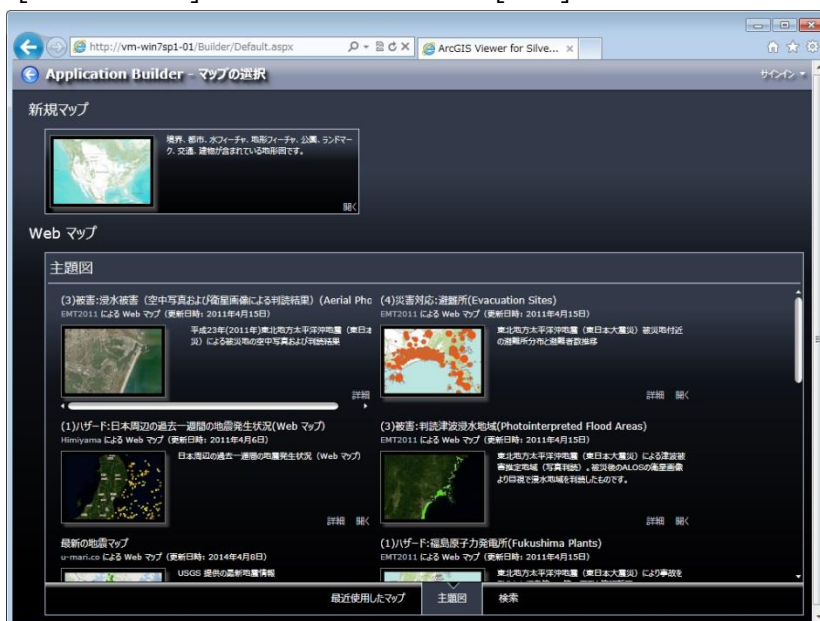 http://vm-win7sp1-01/Builder/Default.aspx
ArcGIS Viewer for Silve...
Application Builder - マップの選択
サインイン
新規マップ
境界、都市、水フィーチャ、地形フィーチャ、公園、ランドマー
ク、交通、建物が含まれている地形図です。
開く
Web マップ
主題図
(3)被害:浸水被害（空中写真および衛星画像による判読結果）(Aerial Pho
EMT2011 による Web マップ (更新日時: 2011年4月15日)
平成23年(2011年)東北地方太平洋沖地震（東日本
災）による被災地の空中写真および判読結果
詳細
(4)災害対応:避難所(Evacuation Sites)
EMT2011 による Web マップ (更新日時: 2011年4月15日)
東北地方太平洋沖地震（東日本大震災）被災地付近
の避難所分布と避難者数推移
詳細 開く
(1)ハザード:日本周辺の過去一週間の地震発生状況(Web マップ)
Himiyama による Web マップ (更新日時: 2011年4月6日)
日本周辺の過去一週間の地震発生状況（Web マップ)
詳細 開く
(3)被害:判読津波浸水地域(Photointerpreted Flood Areas)
EMT2011 による Web マップ (更新日時: 2011年4月15日)
東北地方太平洋沖地震（東日本大震災）による津波被
害推定地域（写真判読）。被災後のALOSの衛星画像
より目視で浸水地域を判読したものです。
詳細 開く
最新の地震マップ
u-mari.co による Web マップ (更新日時: 2014年4月8日)
USGS 提供の最新地震情報
(1)ハザード:福島原子力発電所(Fukushima Plants)
EMT2011 による Web マップ (更新日時: 2011年4月15日)
東北地方太平洋沖地震（東日本大震災）により事故を
最近使用したマップ 主題図 検索